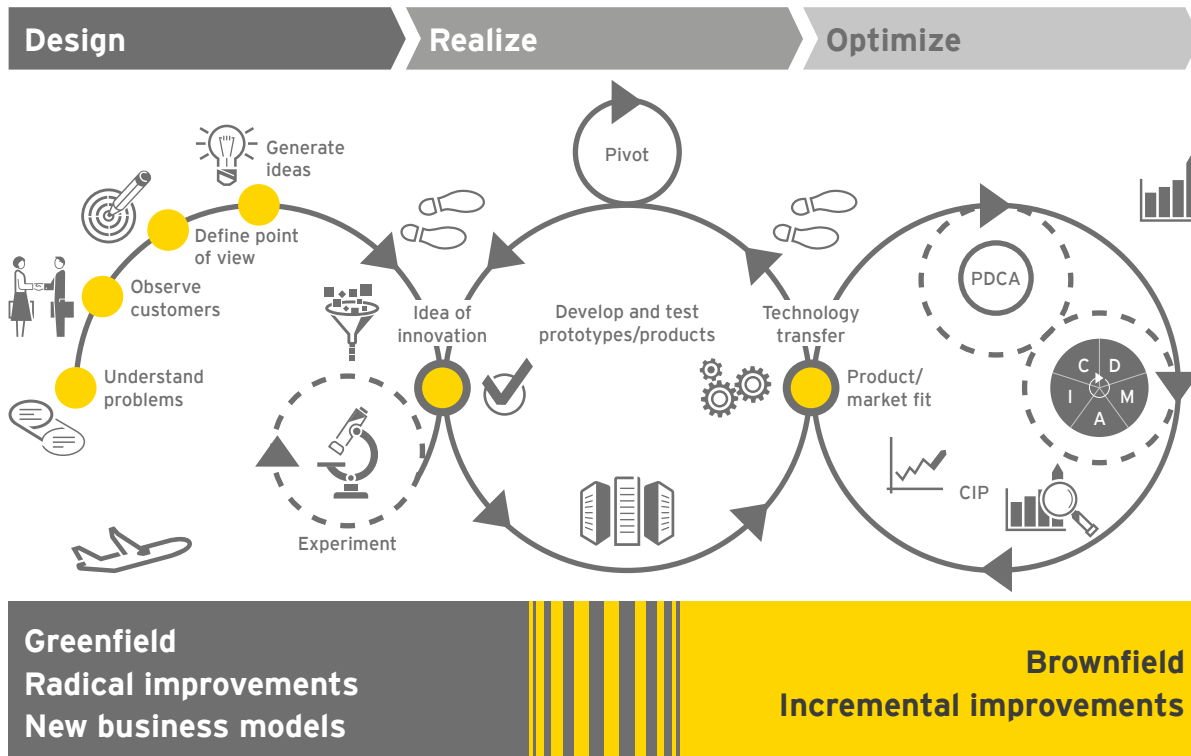 Design
Realize
Optimize
Generate
ideas
Define point
of view
Observe
customers
Understand
problems
Experiment
Idea of
innovation
Pivot
Develop and test
prototypes/products
Technology
transfer
Product/
market fit
PDCA
C D
I M
A
CIP
Greenfield
Radical improvements
New business models
Brownfield
Incremental improvements